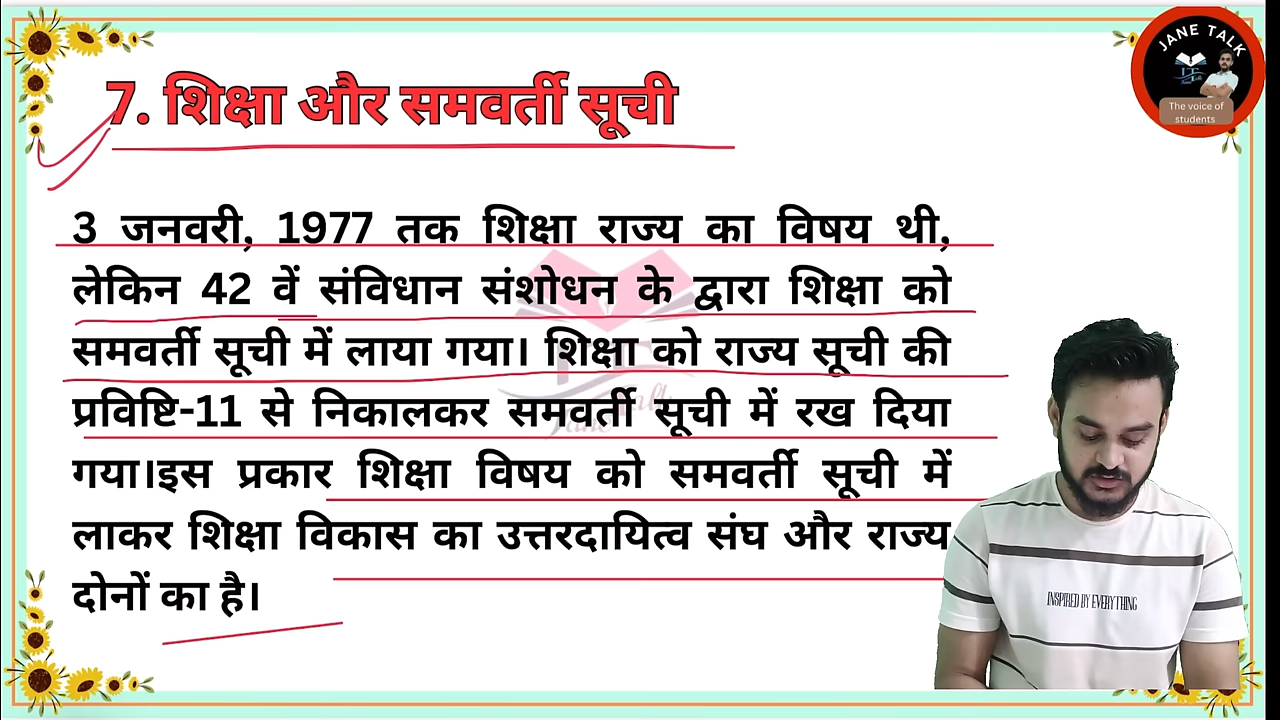 JANE TALK
The voice of
students
7. शिक्षा और समवर्ती सूची
3 जनवरी, 1977 तक शिक्षा राज्य का विषय थी,
लेकिन 42 वें संविधान संशोधन के द्वारा शिक्षा को
समवर्ती सूची में लाया गया। शिक्षा को राज्य सूची की
प्रविष्टि-11 से निकालकर समवर्ती सूची में रख दिया
गया।इस प्रकार शिक्षा विषय को समवर्ती सूची में
लाकर शिक्षा विकास का उत्तरदायित्व संघ और राज्य
दोनों का है।
INSPIRED BY EVERYTHING